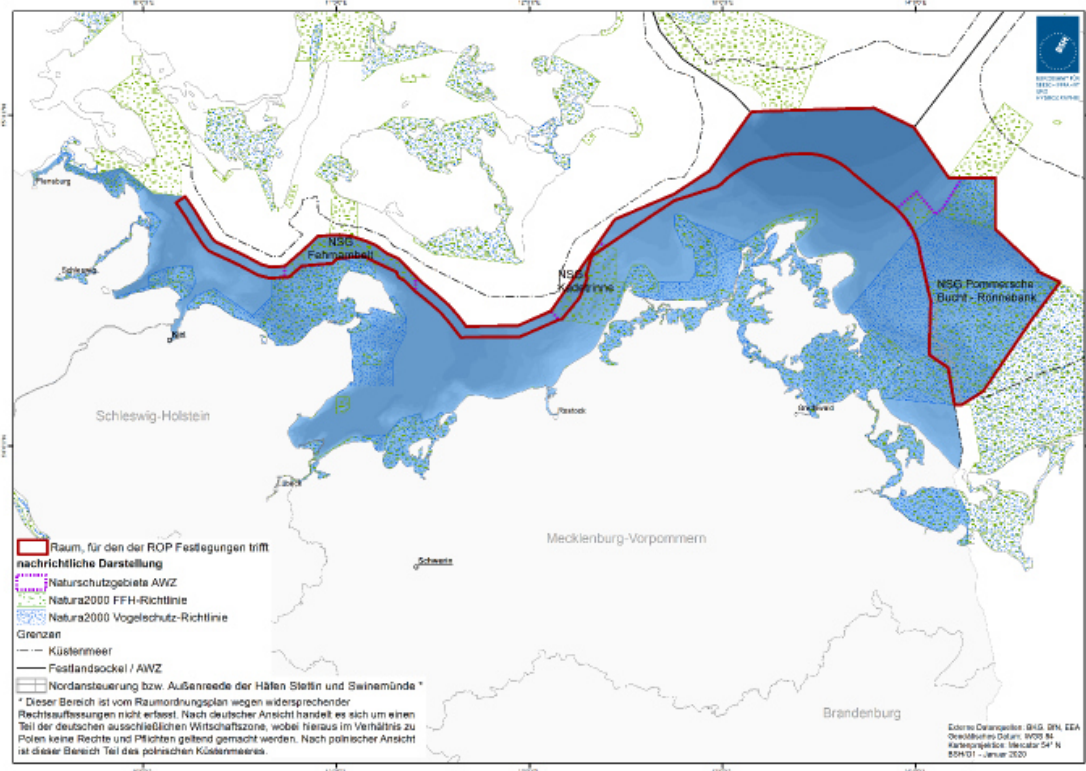 BSH
Flensburg
Schleswig
Kiel
NSG
Fehmarnbelt
NSG
Kadetrinne
NSG Pommersche
Bucht - Rönnebank
Schleswig-Holstein
Rostock
Greifswald
Lübeck
Mecklenburg-Vorpommern
Schwerin
Brandenburg
Raum, für den der ROP Festlegungen trifft
nachrichtliche Darstellung
Naturschutzgebiete AWZ
Natura2000 FFH-Richtlinie
Natura2000 Vogelschutz-Richtlinie
Grenzen
Küstenmeer
Festlandsockel / AWZ
Nordansteuerung bzw. Außenreede der Häfen Stettin und Swinemünde *
* Dieser Bereich ist vom Raumordnungsplan wegen widersprechender
Rechtsauffassungen nicht erfasst. Nach deutscher Ansicht handelt es sich um einen
Teil der deutschen ausschließlichen Wirtschaftszone, wobei hieraus im Verhältnis zu
Polen keine Rechte und Pflichten geltend gemacht werden. Nach polnischer Ansicht
ist dieser Bereich Teil des polnischen Küstenmeeres.
Externe Datenquellen: BKG, BfN, EEA
Geodätisches Datum: WGS 84
Kartenprojektion: Mercator 54° N
BSH/O1 - Januar 2020